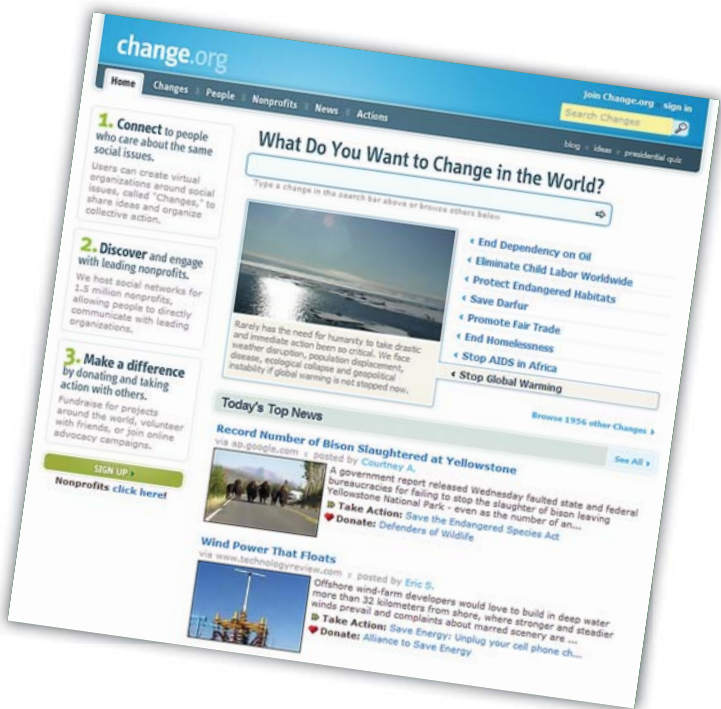 change.org
join Change.org sign in
Home Changes People Nonprofits News Actions
Search Changes
blog ideas presidential quiz
1. Connect to people
who care about the same
social issues.
Users can create virtual
organizations around social
issues, called "Changes," to
share ideas and organize
collective action.
2. Discover and engage
with leading nonprofits.
We host social networks for
1.5 million nonprofits,
allowing people to directly
communicate with leading
organizations.
3. Make a difference
by donating and taking
action with others.
Fundraise for projects
around the world, volunteer
with friends, or join online
advocacy campaigns.
SIGN UP
Nonprofits click here!
What Do You Want to Change in the World?
Type a change in the search bar above or browse others below
Rarely has the need for humanity to take drastic
and immediate action been so critical. We face
weather disruption, population displacement,
disease, ecological collapse and geopolitical
instability if global warming is not stopped now.
End Dependency on Oil
Eliminate Child Labor Worldwide
Protect Endangered Habitats
Save Darfur
Promote Fair Trade
End Homelessness
Stop AIDS in Africa
Stop Global Warming
Browse 1956 other Changes
Today's Top News
See All
Record Number of Bison Slaughtered at Yellowstone
via ap.google.com posted by Courtney A.
A government report released Wednesday faulted state and federal
bureaucracies for failing to stop the slaughter of bison leaving
Yellowstone National Park - even as the number of an...
Take Action: Save the Endangered Species Act
Donate: Defenders of Wildlife
Wind Power That Floats
via www.technologyreview.com posted by Eric S.
Offshore wind-farm developers would love to build in deep water
more than 32 kilometers from shore, where stronger and steadier
winds prevail and complaints about marred scenery are ...
Take Action: Save Energy: Unplug your cell phone ch...
Donate: Alliance to Save Energy